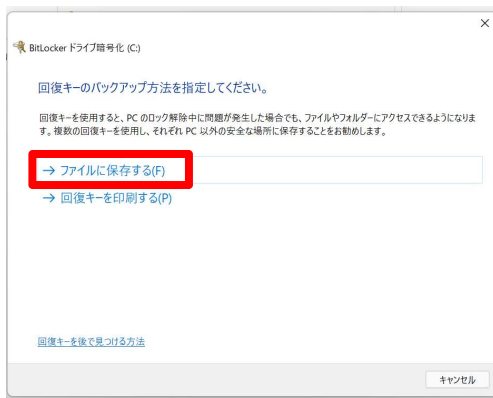 BitLocker ドライブ暗号化 (C:)
回復キーのバックアップ方法を指定してください。
回復キーを使用すると、PC のロック解除中に問題が発生した場合でも、ファイルやフォルダーにアクセスできるようになりま
す。複数の回復キーを使用し、それぞれ PC 以外の安全な場所に保存することをお勧めします。
→ ファイルに保存する(F)
→ 回復キーを印刷する(P)
回復キーを後で見つける方法
キャンセル